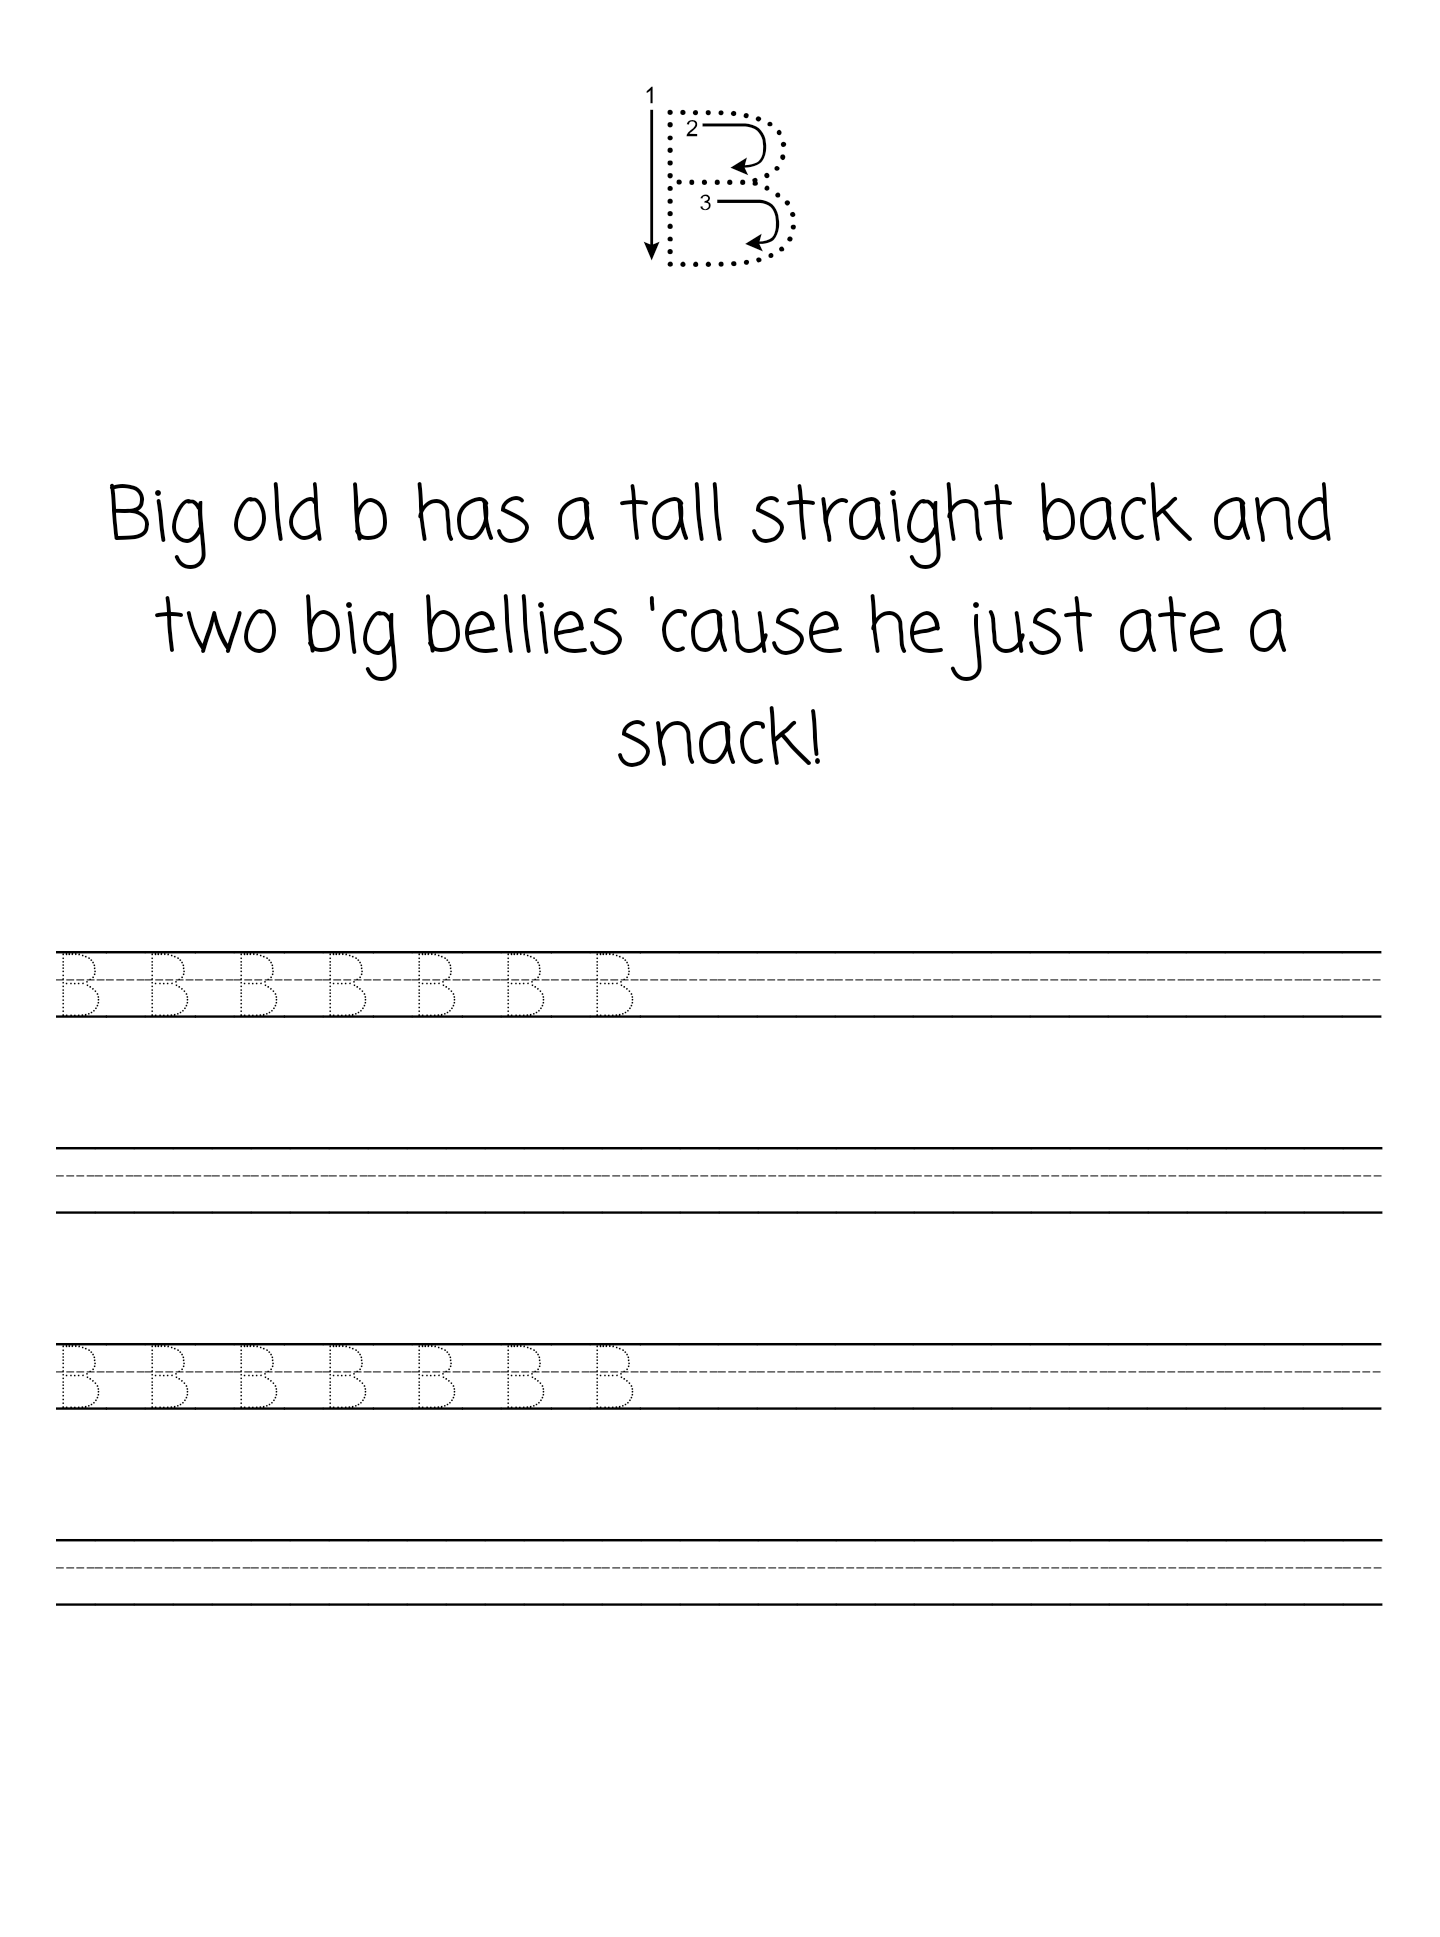 1
2
3
B
Big old b has a tall straight back and
two big bellies 'cause he just ate a
snack!
B B B B B B B
B B B B B B B